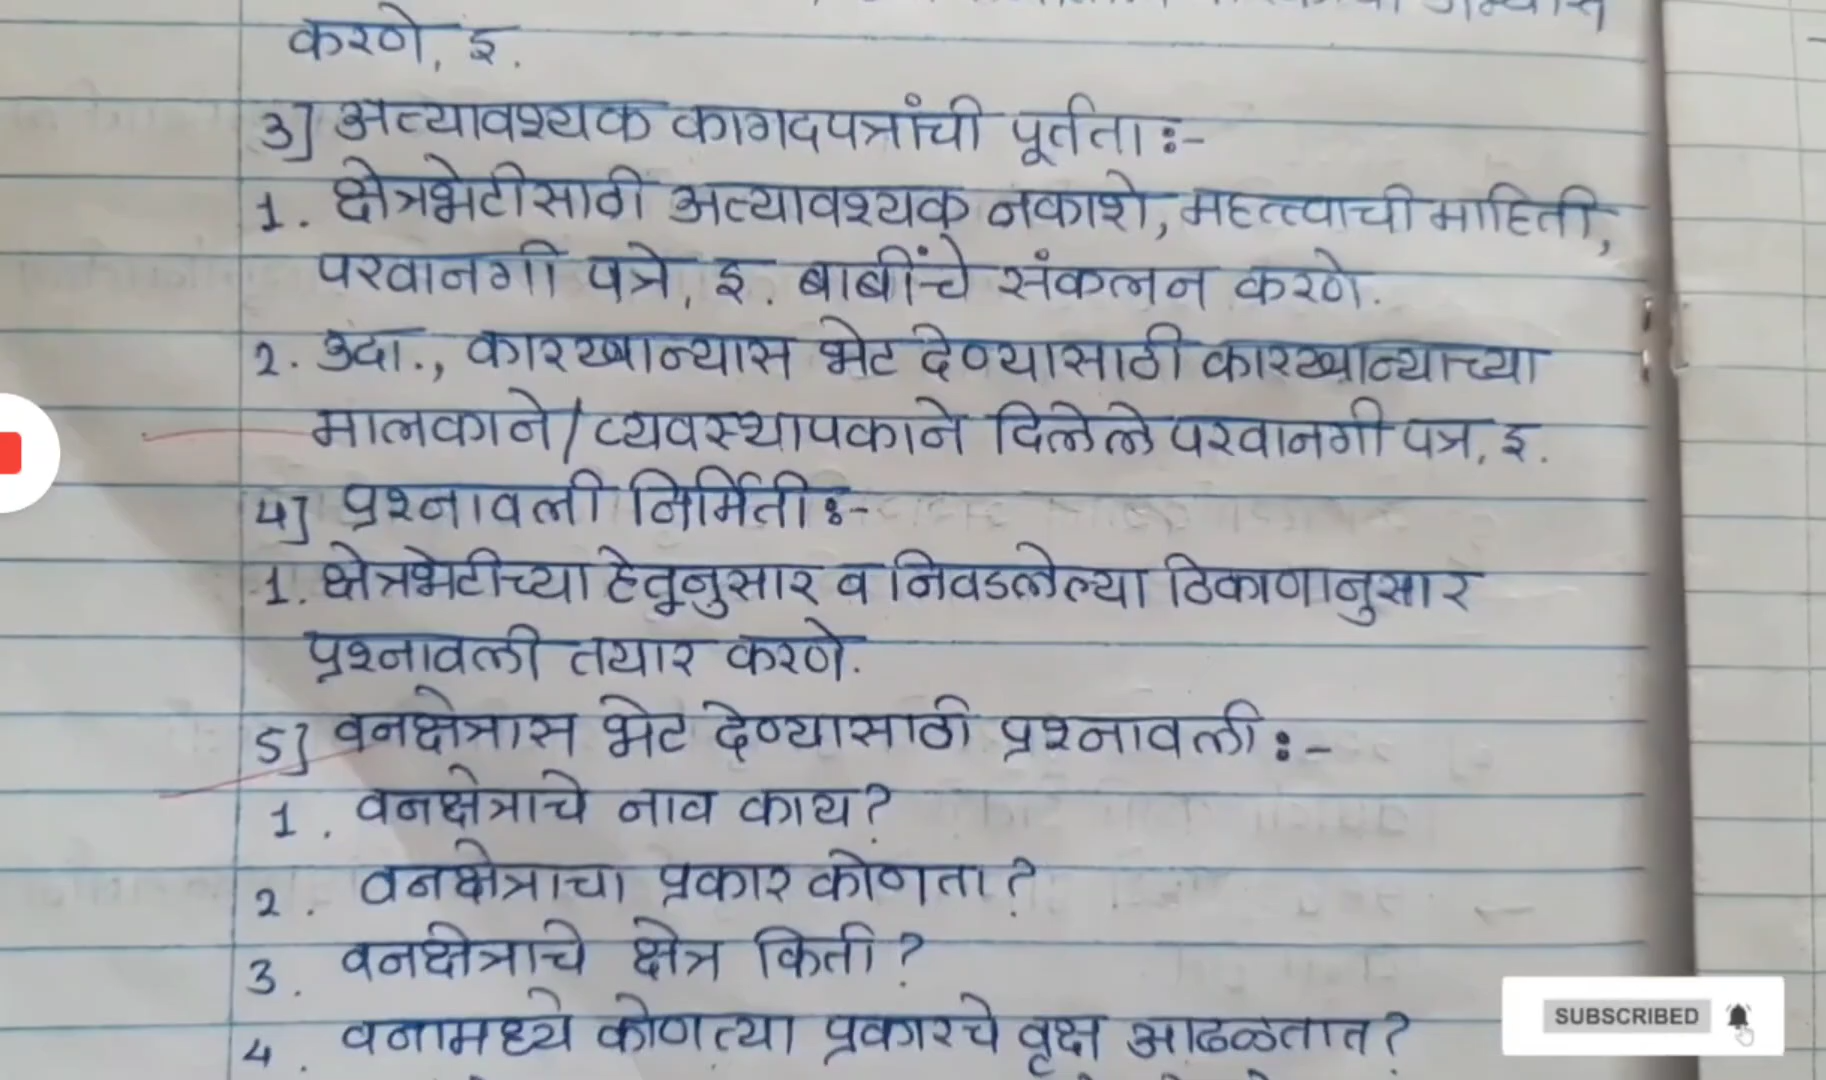 करणे, इ.
3] अत्यावश्यक कागदपत्रांची पूर्तता :-
1. क्षेत्रभेटीसाठी अत्यावश्यक नकाशे, महत्त्वाची माहिती,
परवानगी पत्रे, इ. बाबींचे संकलन करणे.
2. उदा., कारखान्यास भेट देण्यासाठी कारखान्याच्या
मालकाने/व्यवस्थापकाने दिलेले परवानगी पत्र, इ.
4] प्रश्नावली निर्मिती :-
1. क्षेत्रभेटीच्या हेतूनुसार व निवडलेल्या ठिकाणानुसार
प्रश्नावली तयार करणे.
5] वनक्षेत्रास भेट देण्यासाठी प्रश्नावली :-
1. वनक्षेत्राचे नाव काय?
2. वनक्षेत्राचा प्रकार कोणता?
3. वनक्षेत्राचे क्षेत्र किती?
4. वनामध्ये कोणत्या प्रकारचे वृक्ष आढळतात?
SUBSCRIBED